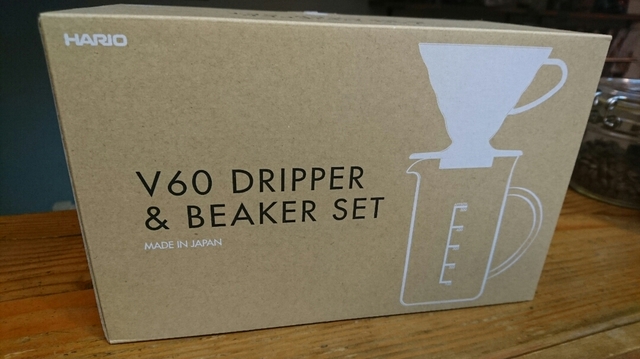 HARIO
V60 DRIPPER
& BEAKER SET
MADE IN JAPAN